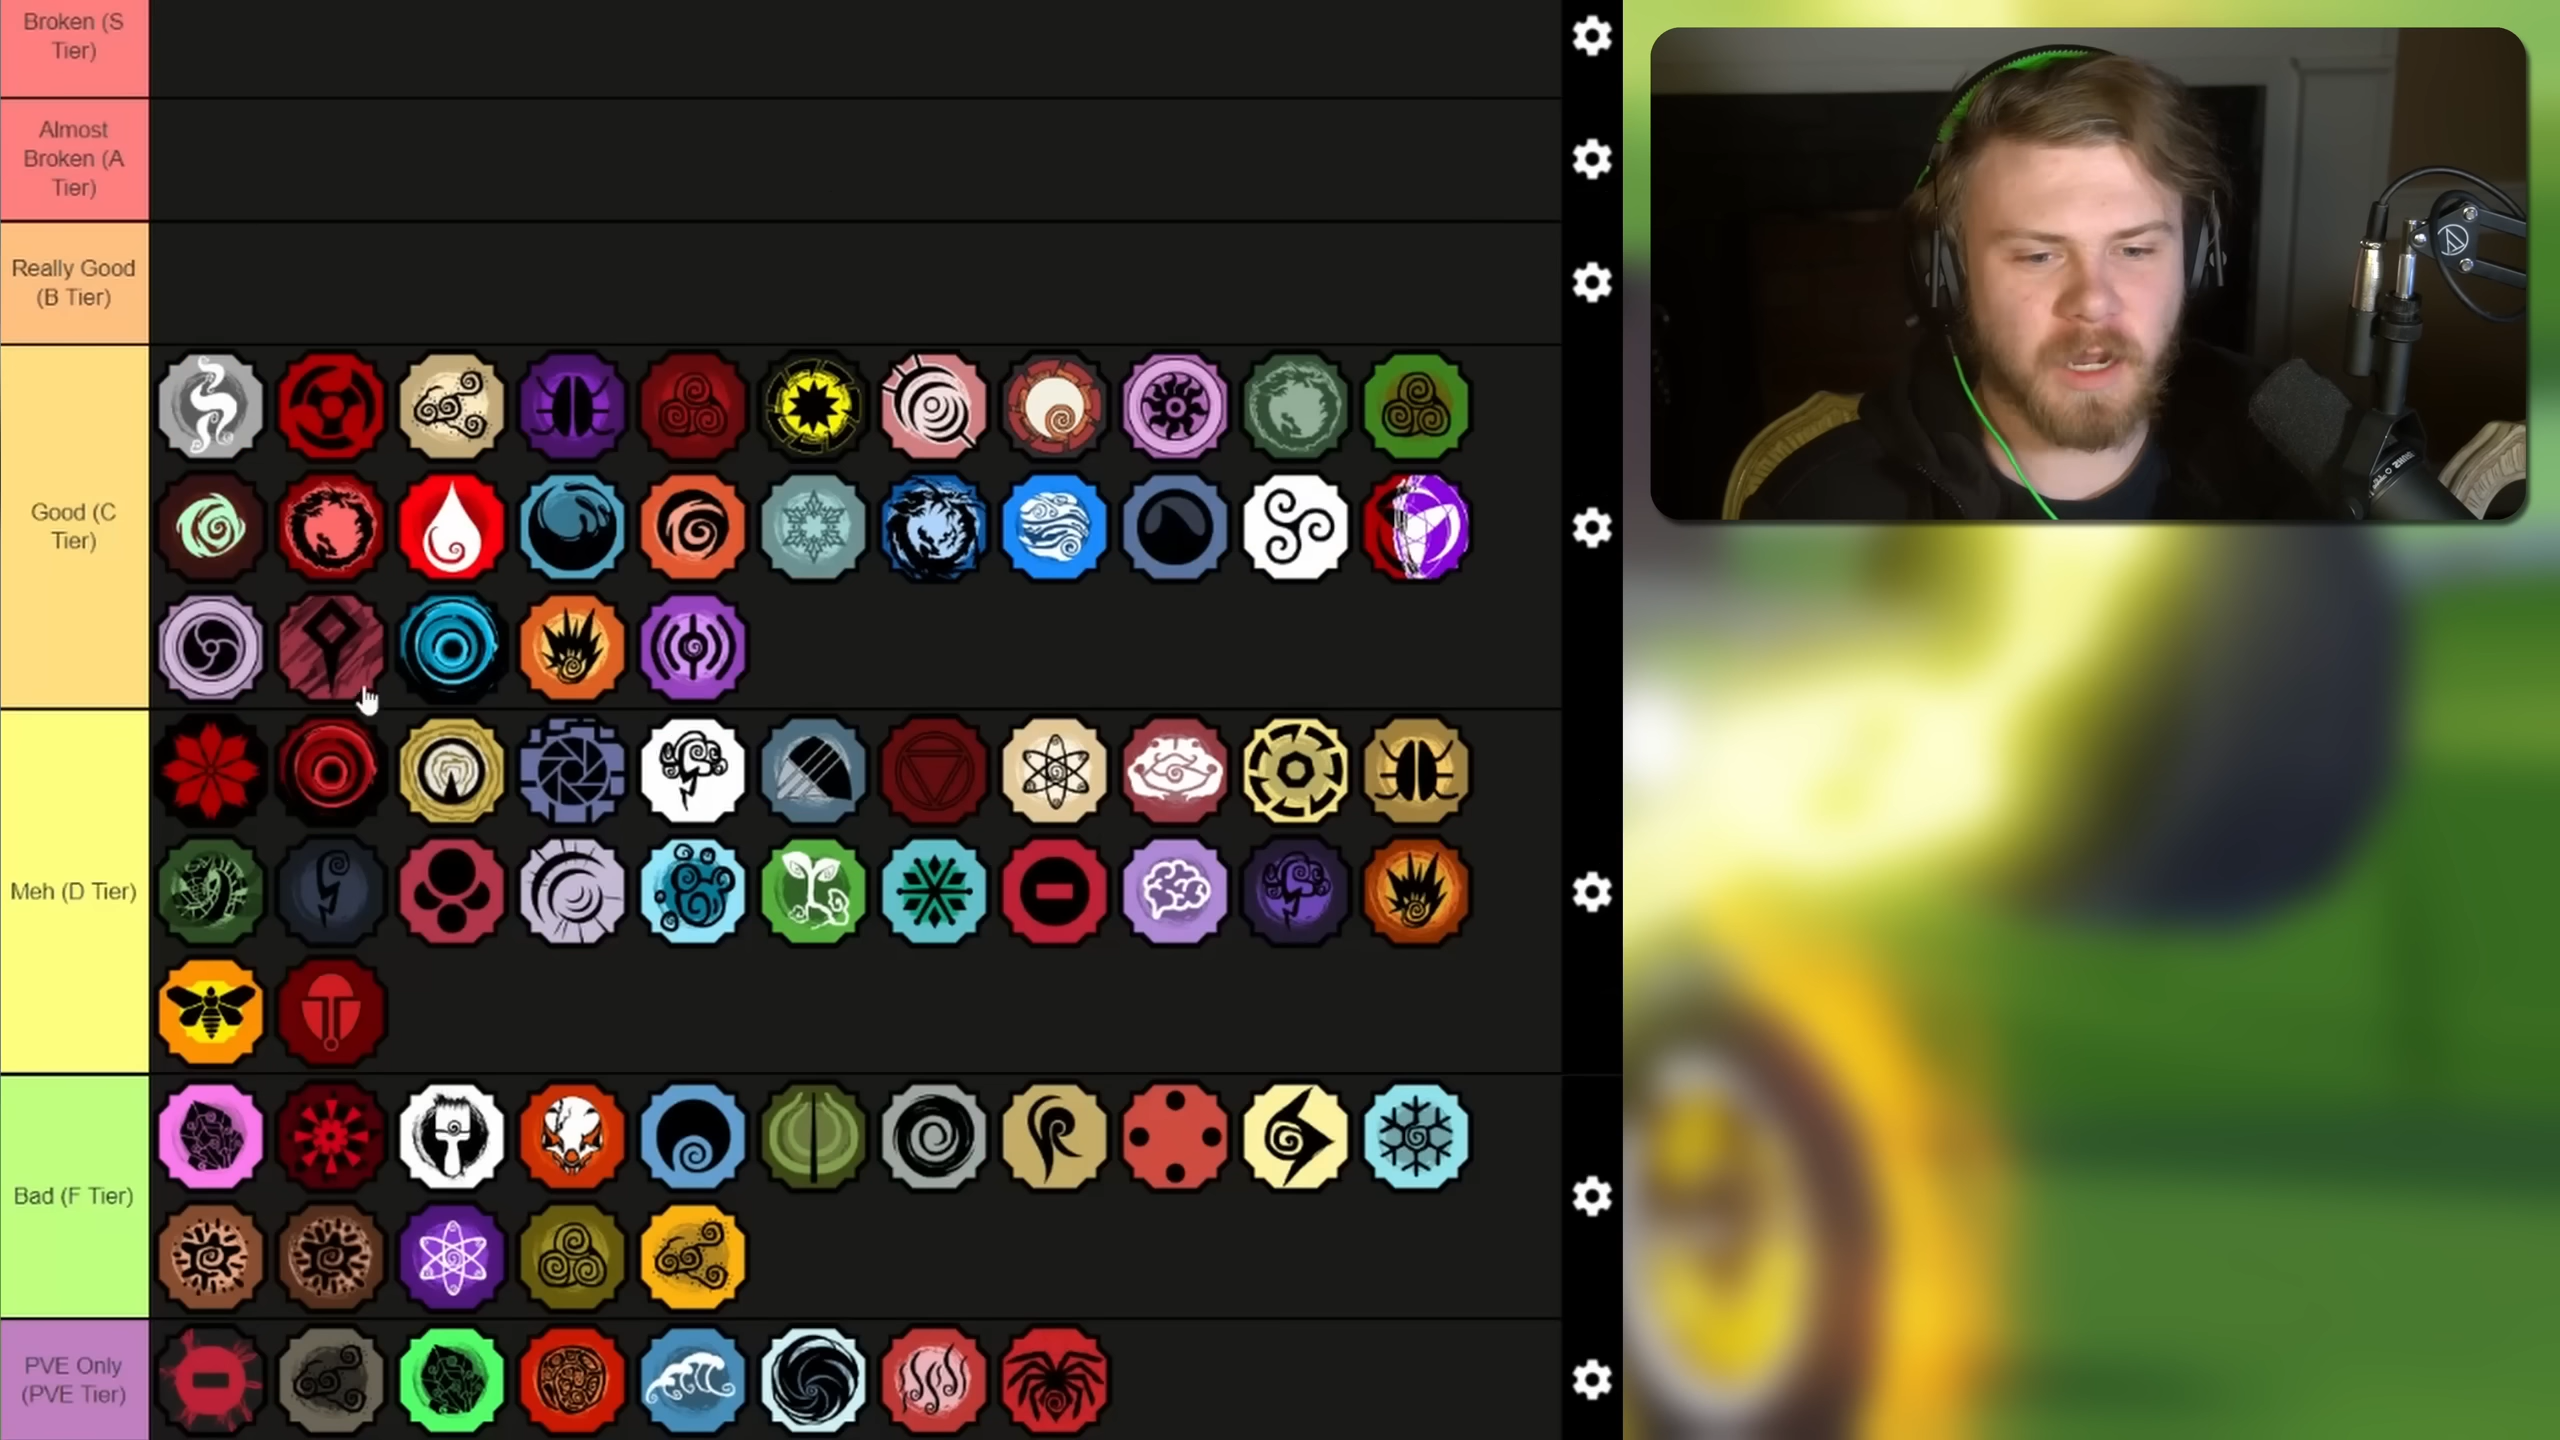 Broken (S
Tier)
Almost
Broken (A
Tier)
Really Good
(B Tier)
Good (C
Tier)
Meh (D Tier)
Bad (F Tier)
PVE Only
(PVE Tier)